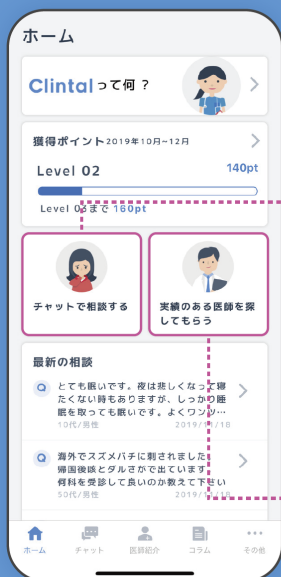 ホーム
Clintalって何？
獲得ポイント2019年10月-12月
Level 02
140pt
Level 03まで 160pt
チャットで相談する
実績のある医師を探
してもらう
最新の相談
Q とても眠いです。夜は悲しくなって寝
たくない時もありますが、しっかり睡
眠を取っても眠いです。よくワンツ…
10代/男性 2019/11/18
Q 海外でスズメバチに刺されました。
帰国後咳とダルさがで出ています。
何科を受診して良いのか教えて下さい
50代/男性 2019/11/18
ホーム
チャット
医師紹介
コラム
その他